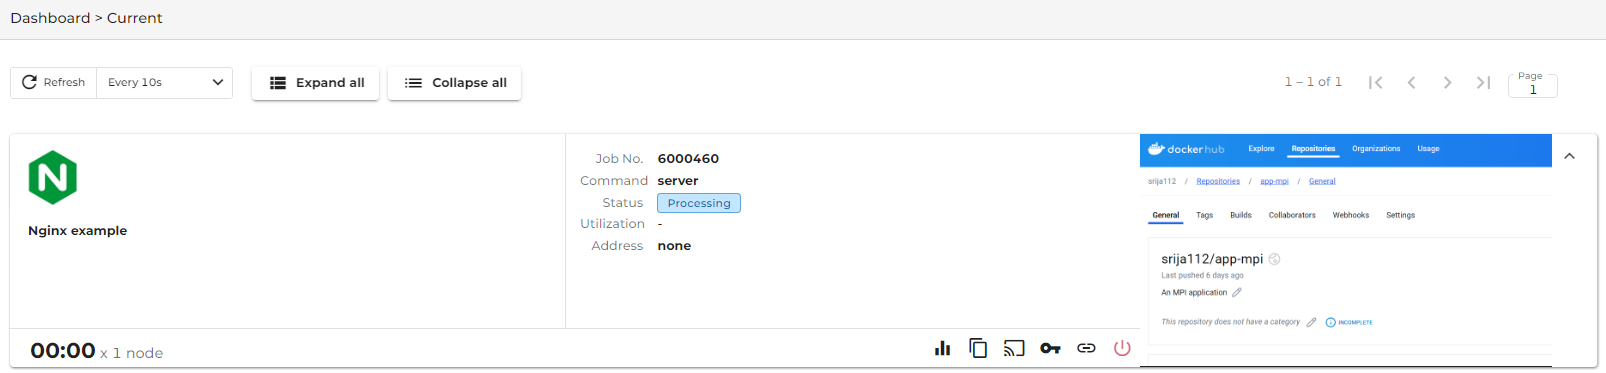 Dashboard > Current
Refresh Every 10s Expand all Collapse all 1 – 1 of 1 Page 1
N
Nginx example
Job No. 6000460
Command server
Status Processing
Utilization -
Address none
00:00 x 1 node
docker hub Explore Repositories Organizations Usage
srija112 / Repositories / app-mpi / General
General Tags Builds Collaborators Webhooks Settings
srija112/app-mpi
Last pushed 6 days ago
An MPI application
This repository does not have a category INCOMPLETE